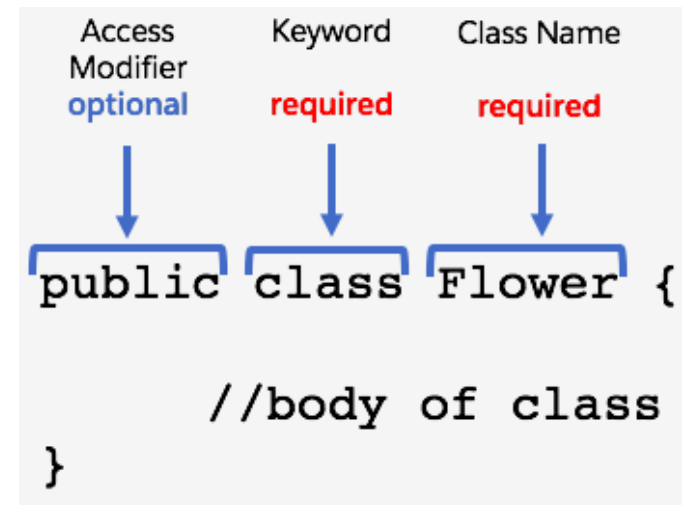 Access Modifier optional
Keyword required
Class Name required
public class Flower {
//body of class
}